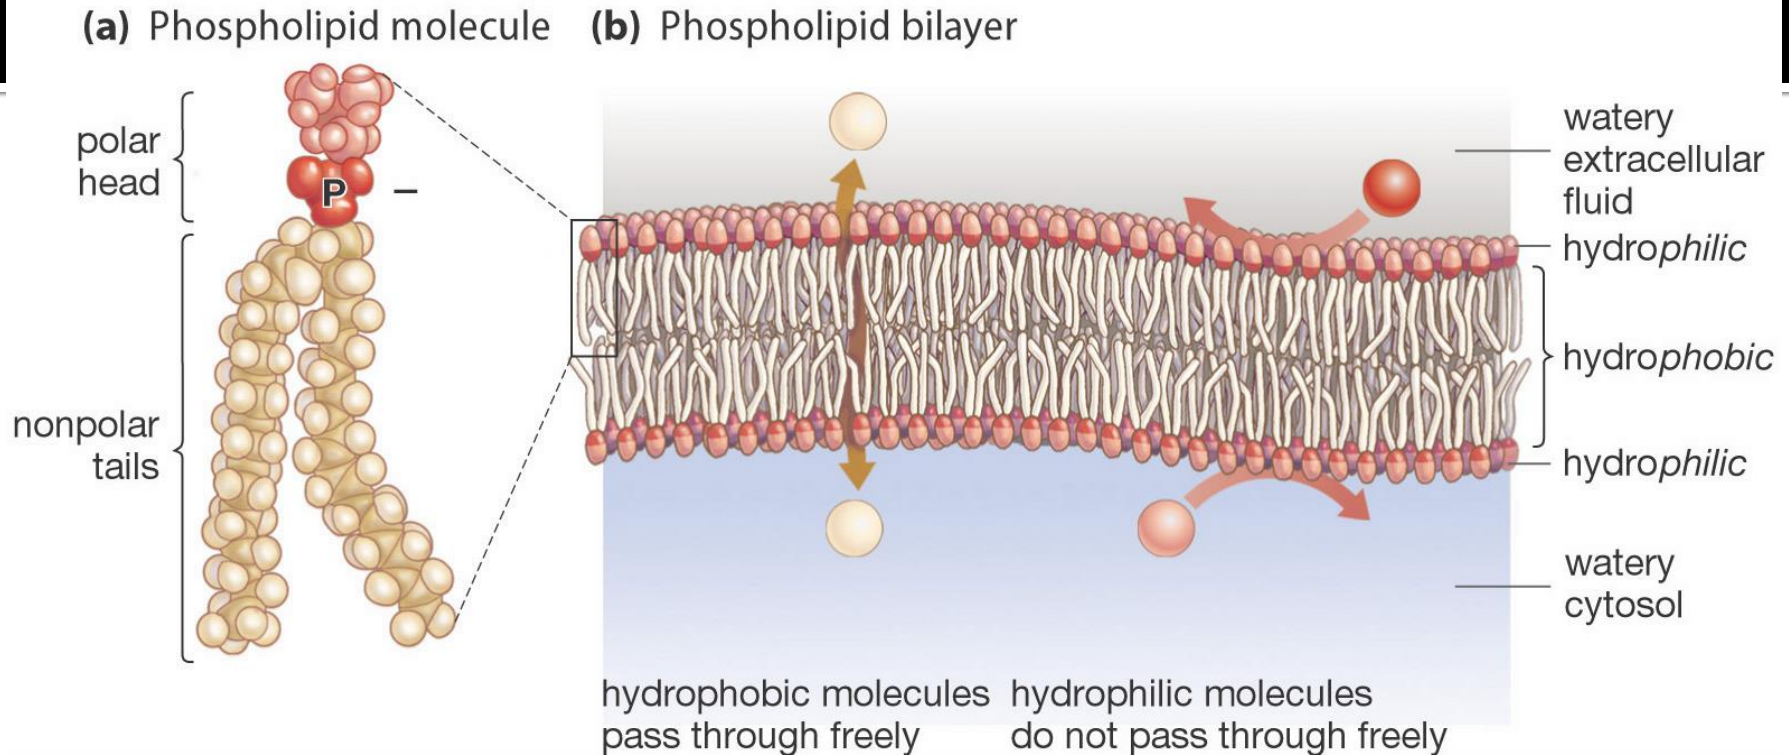 (a) Phospholipid molecule
polar
head
P
–
nonpolar
tails
(b) Phospholipid bilayer
watery
extracellular
fluid
hydrophilic
hydrophobic
hydrophilic
watery
cytosol
hydrophobic molecules
pass through freely
hydrophilic molecules
do not pass through freely